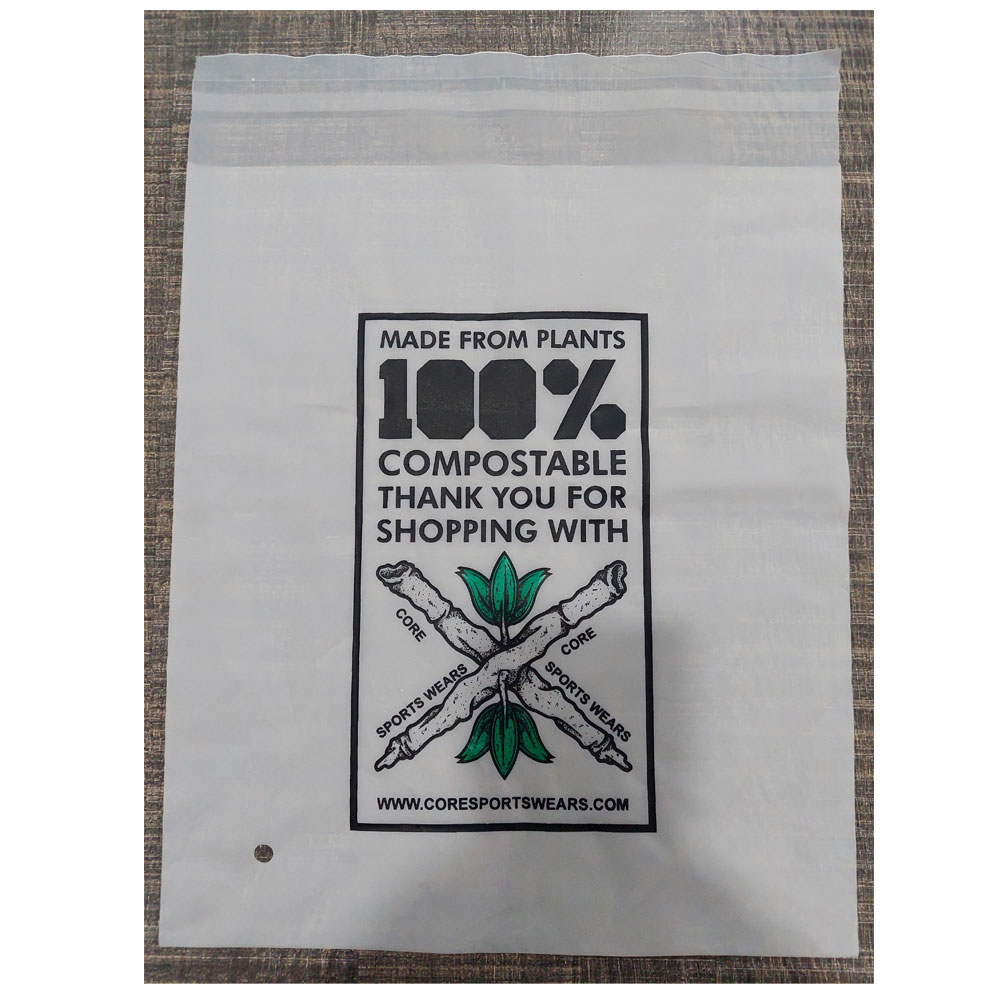 MADE FROM PLANTS
100%
COMPOSTABLE
THANK YOU FOR
SHOPPING WITH
CORE
SPORTS WEARS
CORE
SPORTS WEARS
WWW.CORESPORTSWEARS.COM